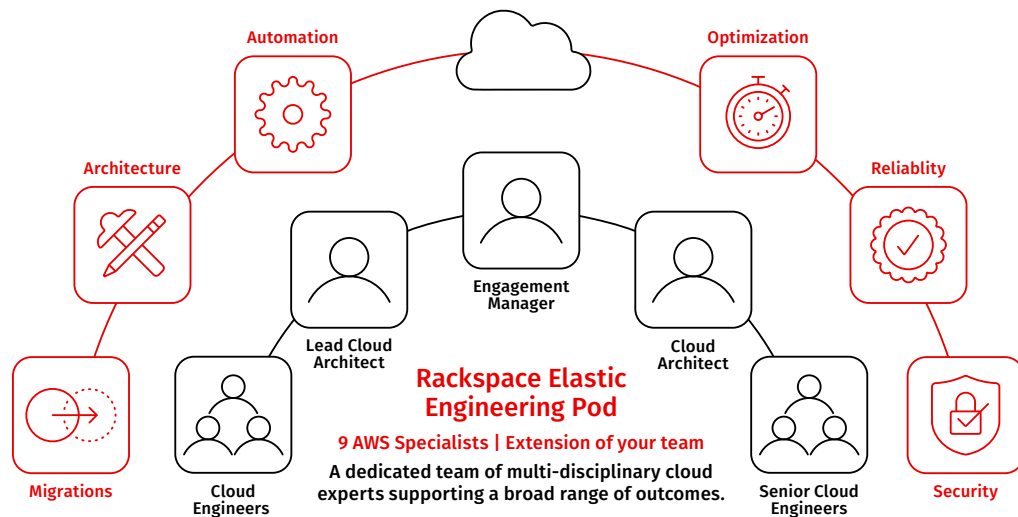 Automation
Optimization
Architecture
Reliablity
Engagement
Manager
Lead Cloud
Architect
Cloud
Architect
Rackspace Elastic
Engineering Pod
9 AWS Specialists | Extension of your team
A dedicated team of multi-disciplinary cloud
experts supporting a broad range of outcomes.
Migrations
Cloud
Engineers
Senior Cloud
Engineers
Security